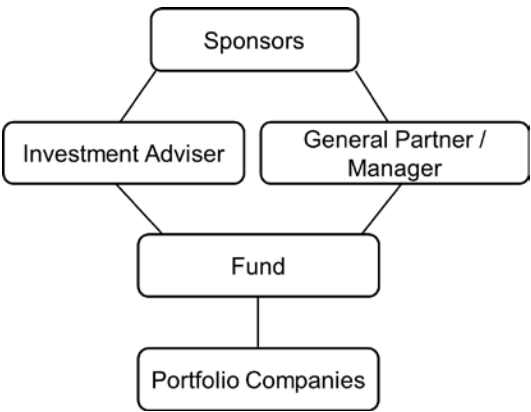 Sponsors
Investment Adviser
General Partner /
Manager
Fund
Portfolio Companies